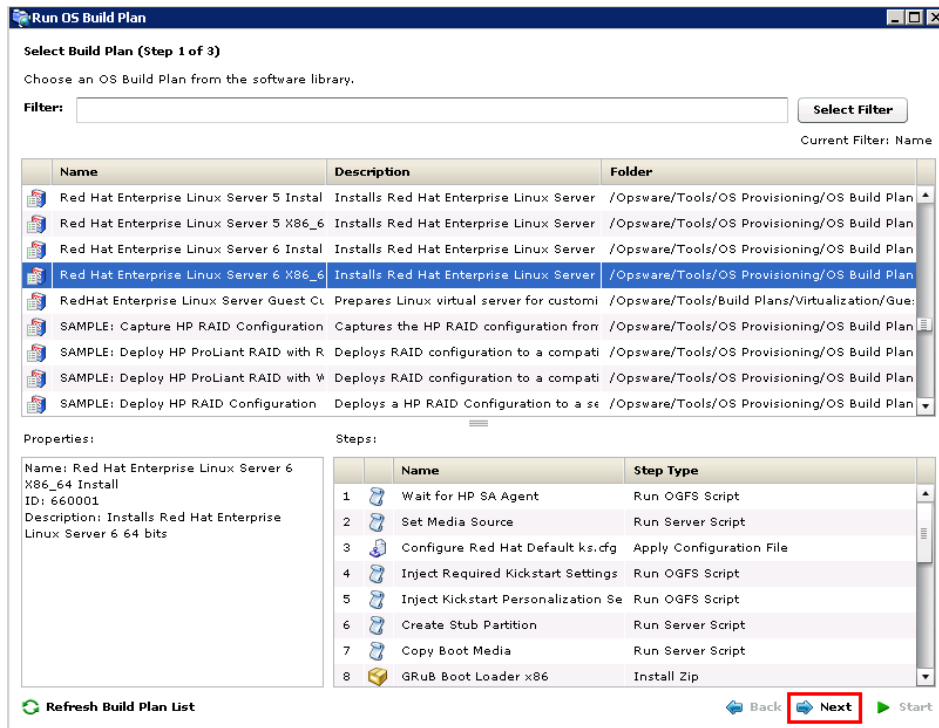 Run OS Build Plan
Select Build Plan (Step 1 of 3)
Choose an OS Build Plan from the software library.
Filter: Select Filter
Current Filter: Name
Name Description Folder
Red Hat Enterprise Linux Server 5 Instal Installs Red Hat Enterprise Linux Server /Opsware/Tools/OS Provisioning/OS Build Plan
Red Hat Enterprise Linux Server 5 X86_6 Installs Red Hat Enterprise Linux Server /Opsware/Tools/OS Provisioning/OS Build Plan
Red Hat Enterprise Linux Server 6 Instal Installs Red Hat Enterprise Linux Server /Opsware/Tools/OS Provisioning/OS Build Plan
Red Hat Enterprise Linux Server 6 X86_6 Installs Red Hat Enterprise Linux Server /Opsware/Tools/OS Provisioning/OS Build Plan
RedHat Enterprise Linux Server Guest Cu Prepares Linux virtual server for customi /Opsware/Tools/Build Plans/Virtualization/Gue
SAMPLE: Capture HP RAID Configuration Captures the HP RAID configuration from /Opsware/Tools/OS Provisioning/OS Build Plan
SAMPLE: Deploy HP ProLiant RAID with R Deploys RAID configuration to a compati /Opsware/Tools/OS Provisioning/OS Build Plan
SAMPLE: Deploy HP ProLiant RAID with W Deploys RAID configuration to a compati /Opsware/Tools/OS Provisioning/OS Build Plan
SAMPLE: Deploy HP RAID Configuration Deploys a HP RAID Configuration to a se /Opsware/Tools/OS Provisioning/OS Build Plan
Properties:
Name: Red Hat Enterprise Linux Server 6
X86_64 Install
ID: 660001
Description: Installs Red Hat Enterprise
Linux Server 6 64 bits
Steps:
Name Step Type
1 Wait for HP SA Agent Run OGFS Script
2 Set Media Source Run Server Script
3 Configure Red Hat Default ks.cfg Apply Configuration File
4 Inject Required Kickstart Settings Run OGFS Script
5 Inject Kickstart Personalization Se Run OGFS Script
6 Create Stub Partition Run Server Script
7 Copy Boot Media Run Server Script
8 GRuB Boot Loader x86 Install Zip
Refresh Build Plan List Back Next Start